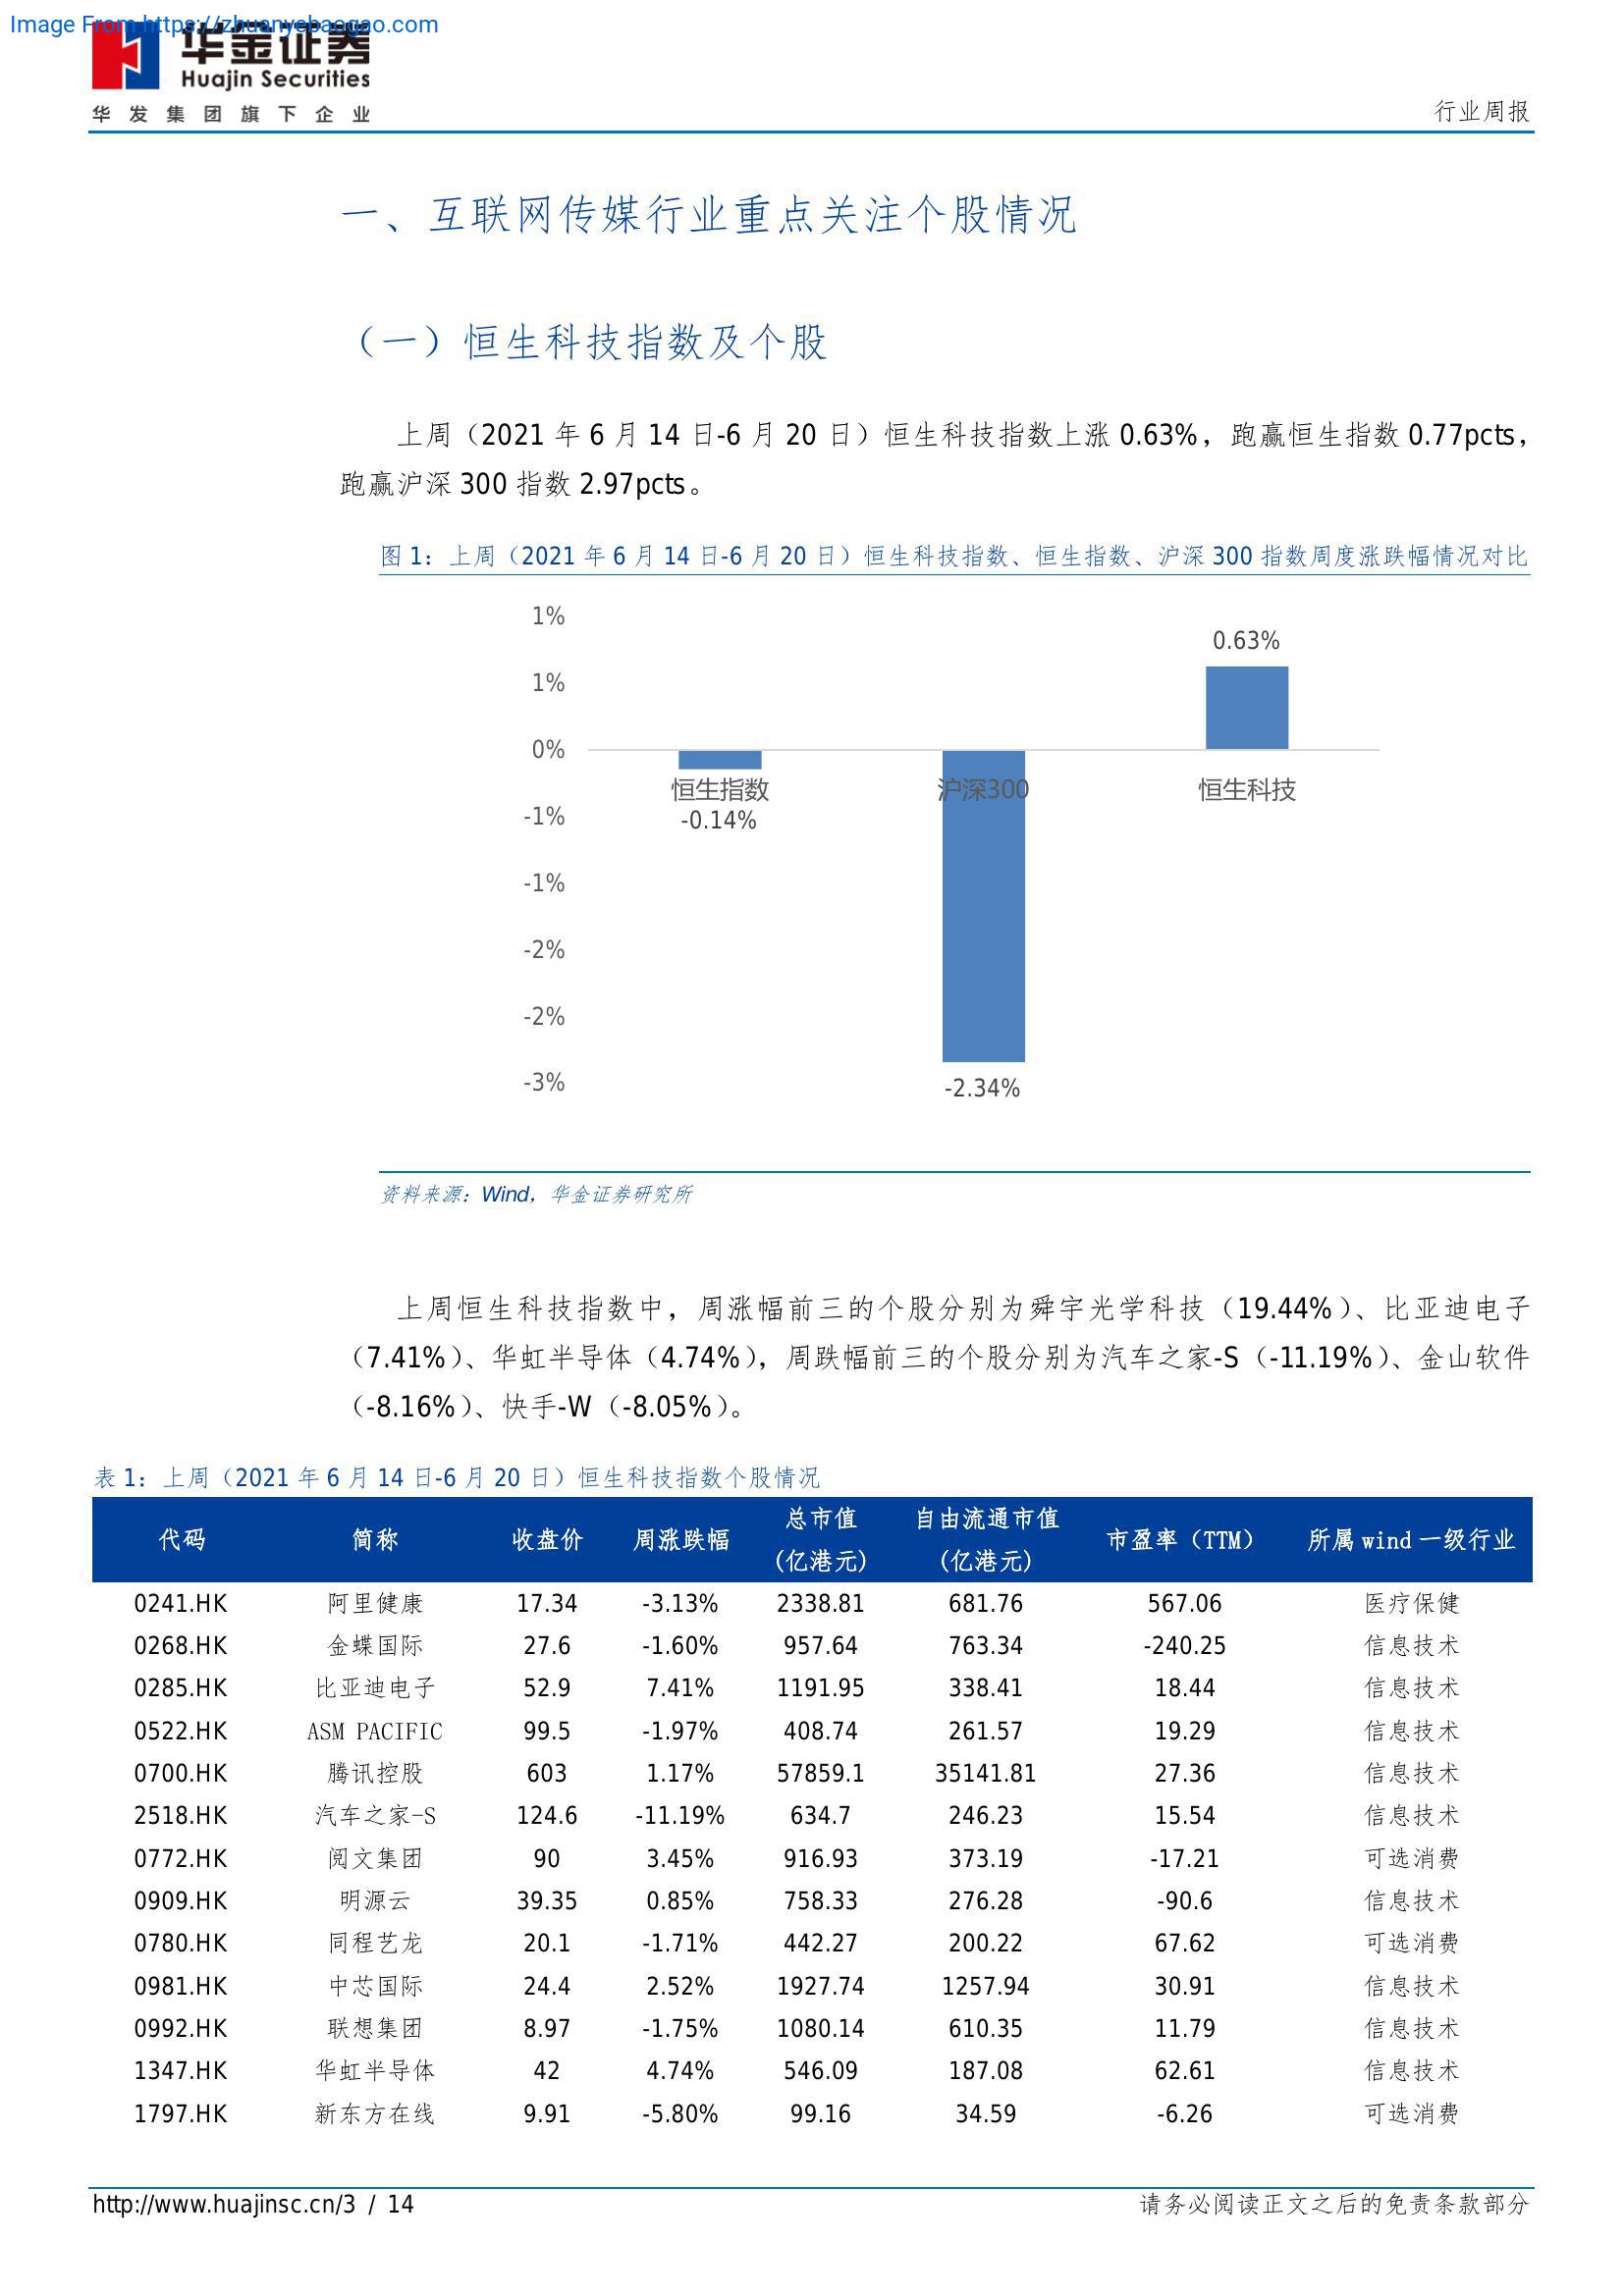 Image From https://zhuanyebaogao.com
华金证券
Huajin Securities
华发集团旗下企业
行业周报
一、互联网传媒行业重点关注个股情况
（一）恒生科技指数及个股
上周（2021 年 6 月 14 日-6 月 20 日）恒生科技指数上涨 0.63%，跑赢恒生指数 0.77pcts，
跑赢沪深 300 指数 2.97pcts。
图 1：上周（2021 年 6 月 14 日-6 月 20 日）恒生科技指数、恒生指数、沪深 300 指数周度涨跌幅情况对比
1%
0.63%
1%
0%
恒生指数 沪深300 恒生科技
-1%
-0.14%
-1%
-2%
-2%
-3%
-2.34%
资料来源：Wind，华金证券研究所
上周恒生科技指数中，周涨幅前三的个股分别为舜宇光学科技（19.44%）、比亚迪电子
（7.41%）、华虹半导体（4.74%），周跌幅前三的个股分别为汽车之家-S（-11.19%）、金山软件
（-8.16%）、快手-W（-8.05%）。
表 1：上周（2021 年 6 月 14 日-6 月 20 日）恒生科技指数个股情况
代码 简称 收盘价 周涨跌幅 总市值(亿港元) 自由流通市值(亿港元) 市盈率（TTM） 所属 wind 一级行业
0241.HK 阿里健康 17.34 -3.13% 2338.81 681.76 567.06 医疗保健
0268.HK 金蝶国际 27.6 -1.60% 957.64 763.34 -240.25 信息技术
0285.HK 比亚迪电子 52.9 7.41% 1191.95 338.41 18.44 信息技术
0522.HK ASM PACIFIC 99.5 -1.97% 408.74 261.57 19.29 信息技术
0700.HK 腾讯控股 603 1.17% 57859.1 35141.81 27.36 信息技术
2518.HK 汽车之家-S 124.6 -11.19% 634.7 246.23 15.54 信息技术
0772.HK 阅文集团 90 3.45% 916.93 373.19 -17.21 可选消费
0909.HK 明源云 39.35 0.85% 758.33 276.28 -90.6 信息技术
0780.HK 同程艺龙 20.1 -1.71% 442.27 200.22 67.62 可选消费
0981.HK 中芯国际 24.4 2.52% 1927.74 1257.94 30.91 信息技术
0992.HK 联想集团 8.97 -1.75% 1080.14 610.35 11.79 信息技术
1347.HK 华虹半导体 42 4.74% 546.09 187.08 62.61 信息技术
1797.HK 新东方在线 9.91 -5.80% 99.16 34.59 -6.26 可选消费
http://www.huajinsc.cn/3 / 14
请务必阅读正文之后的免责条款部分